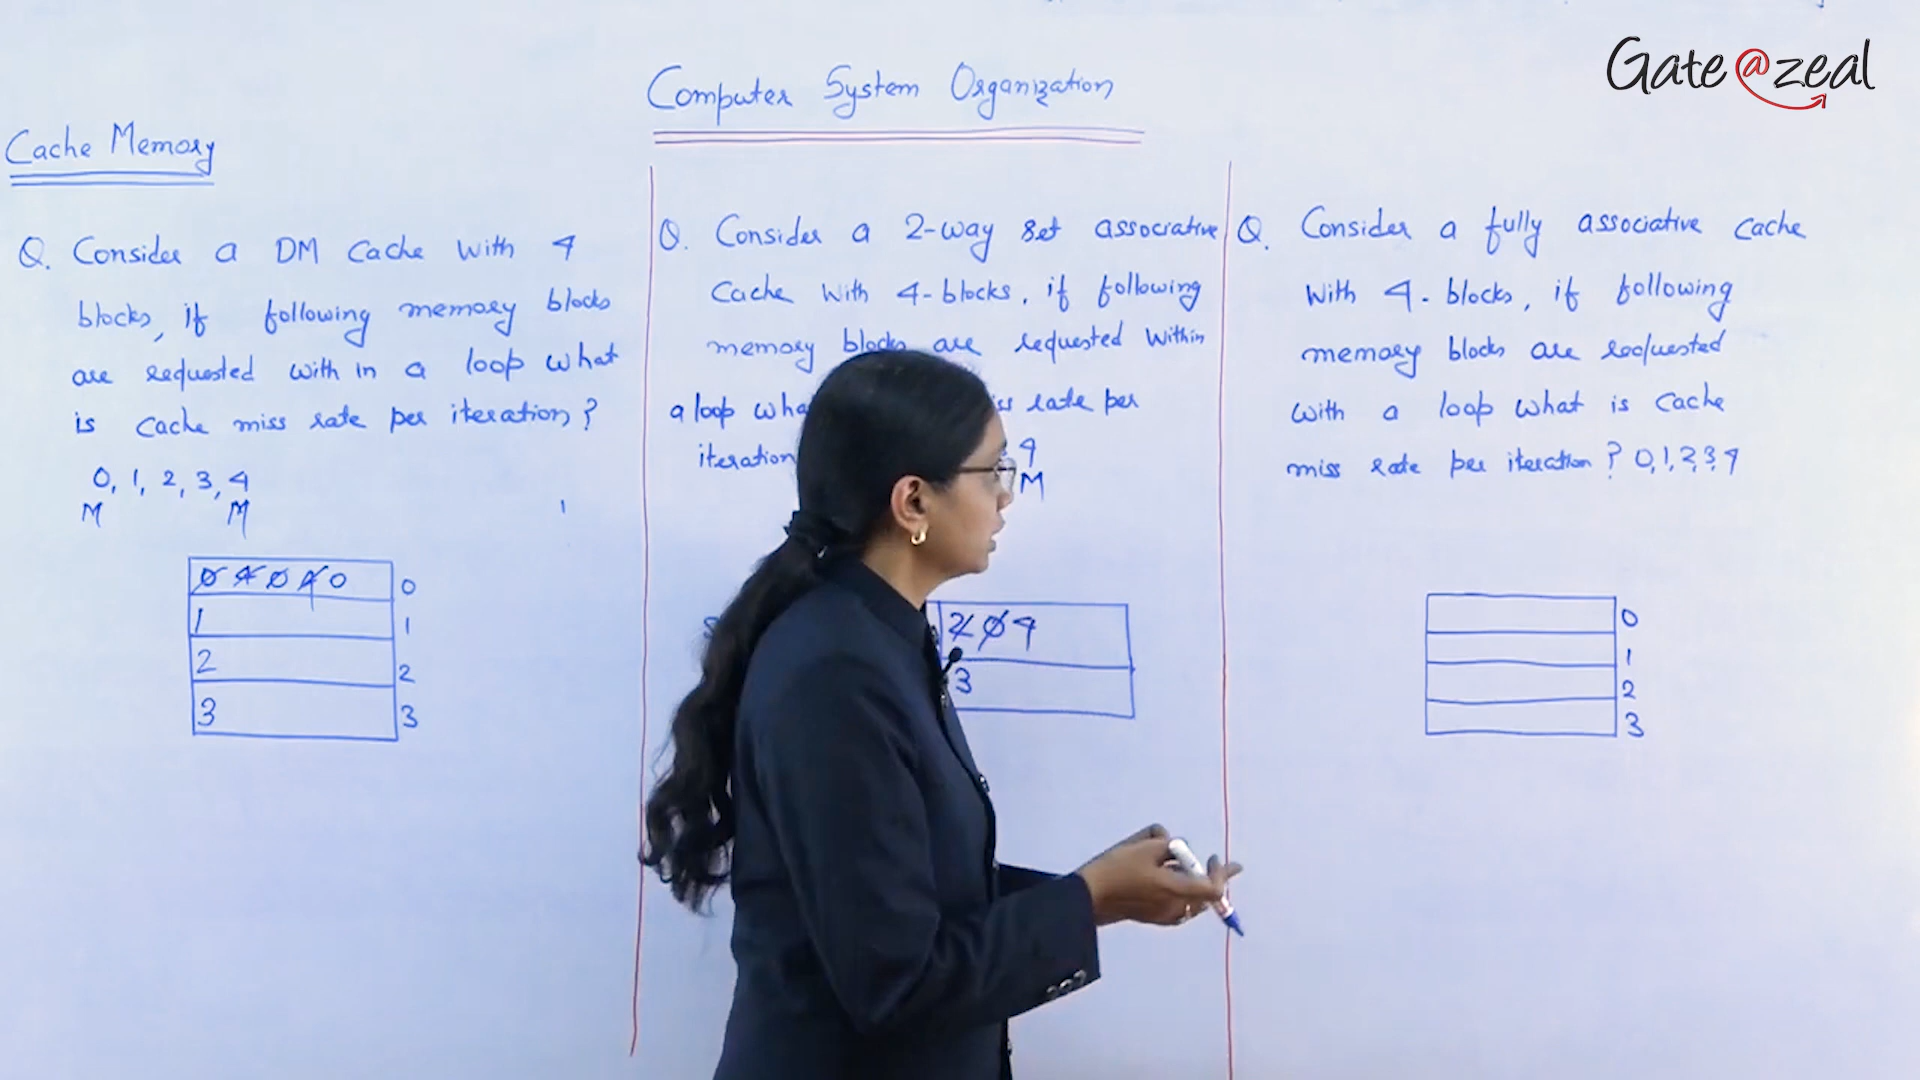 Gate@zeal
Computer System Organization
Cache Memory
Q. Consider a DM Cache with 4
blocks, if following memory blocks
are requested with in a loop what
is cache miss rate per iteration?
0, 1, 2, 3, 4
M M
0 4 0 4 0 0
1 1
2 2
3 3
Q. Consider a 2-way set associative
Cache with 4-blocks, if following
memory blocks are requested within
a loop rate per
iteration 4
M
2 0 4
3
Q. Consider a fully associative cache
with 4-blocks, if following
memory blocks are requested
with a loop what is cache
miss rate per iteration? 0,1,2,3,4
0
1
2
3